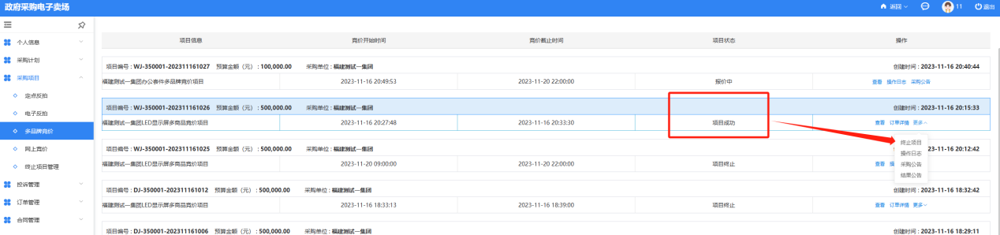 政府采购电子卖场
返回
11
退出
个人信息
采购计划
采购项目
定点反拍
电子反拍
多品牌竞价
网上竞价
终止项目管理
投诉管理
订单管理
合同管理
项目信息 竞价开始时间 竞价截止时间 项目状态 操作
项目编号：WJ-350001-202311161027 预算金额（元）：100,000.00 采购单位：福建测试一集团 创建时间：2023-11-16 20:40:44
福建测试一集团办公套件多品牌竞价项目 2023-11-16 20:49:53 2023-11-20 22:00:00 报价中 查看 操作日志 采购公告
项目编号：WJ-350001-202311161026 预算金额（元）：500,000.00 采购单位：福建测试一集团 创建时间：2023-11-16 20:15:33
福建测试一集团LED显示屏多商品竞价项目 2023-11-16 20:27:48 2023-11-16 20:33:30 项目成功 查看 订单详情 更多
终止项目
操作日志
采购公告
结果公告
项目编号：WJ-350001-202311161025 预算金额（元）：500,000.00 采购单位：福建测试一集团 23-11-16 20:12:42
福建测试一集团LED显示屏多商品竞价项目 2023-11-20 09:00:00 2023-11-20 22:00:00 项目终止 查看
项目编号：DJ-350001-202311161012 预算金额（元）：500,000.00 采购单位：福建测试一集团 创建时间：2023-11-16 18:32:42
福建测试一集团LED显示屏多商品竞价项目 2023-11-16 18:33:13 2023-11-16 18:39:00 项目终止 查看 订单详情 更多
项目编号：DJ-350001-202311161006 预算金额（元）：500,000.00 采购单位：福建测试一集团 创建时间：2023-11-16 18:29:11